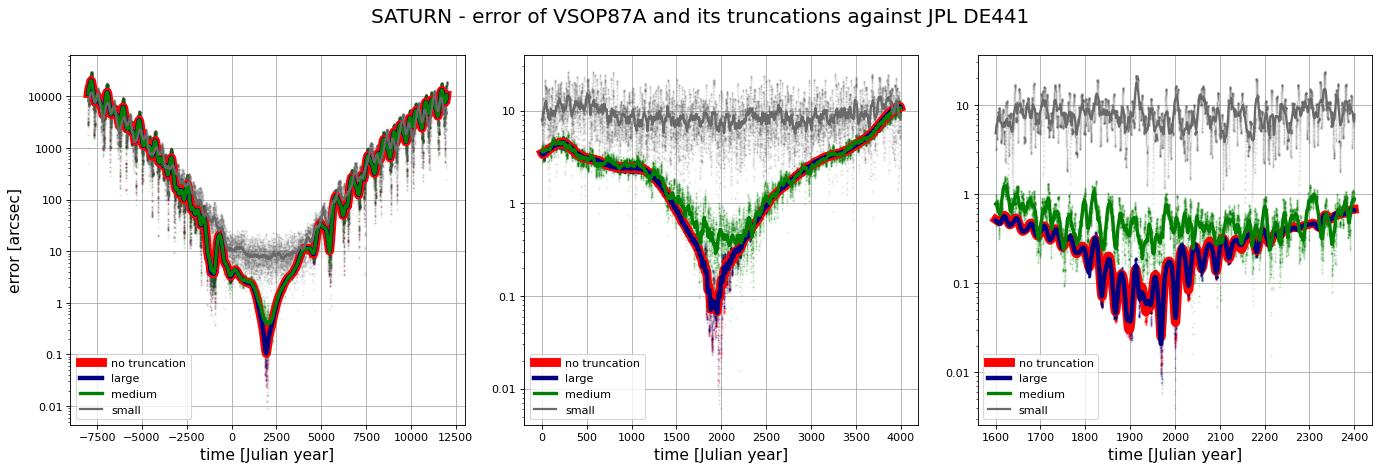 SATURN - error of VSOP87A and its truncations against JPL DE441
error [arcsec]
10000
1000
100
10
1
0.1
0.01
no truncation
large
medium
small
−7500 −5000 −2500 0 2500 5000 7500 10000 12500
time [Julian year]
10
1
0.1
0.01
no truncation
large
medium
small
0 500 1000 1500 2000 2500 3000 3500 4000
time [Julian year]
10
1
0.1
0.01
no truncation
large
medium
small
1600 1700 1800 1900 2000 2100 2200 2300 2400
time [Julian year]